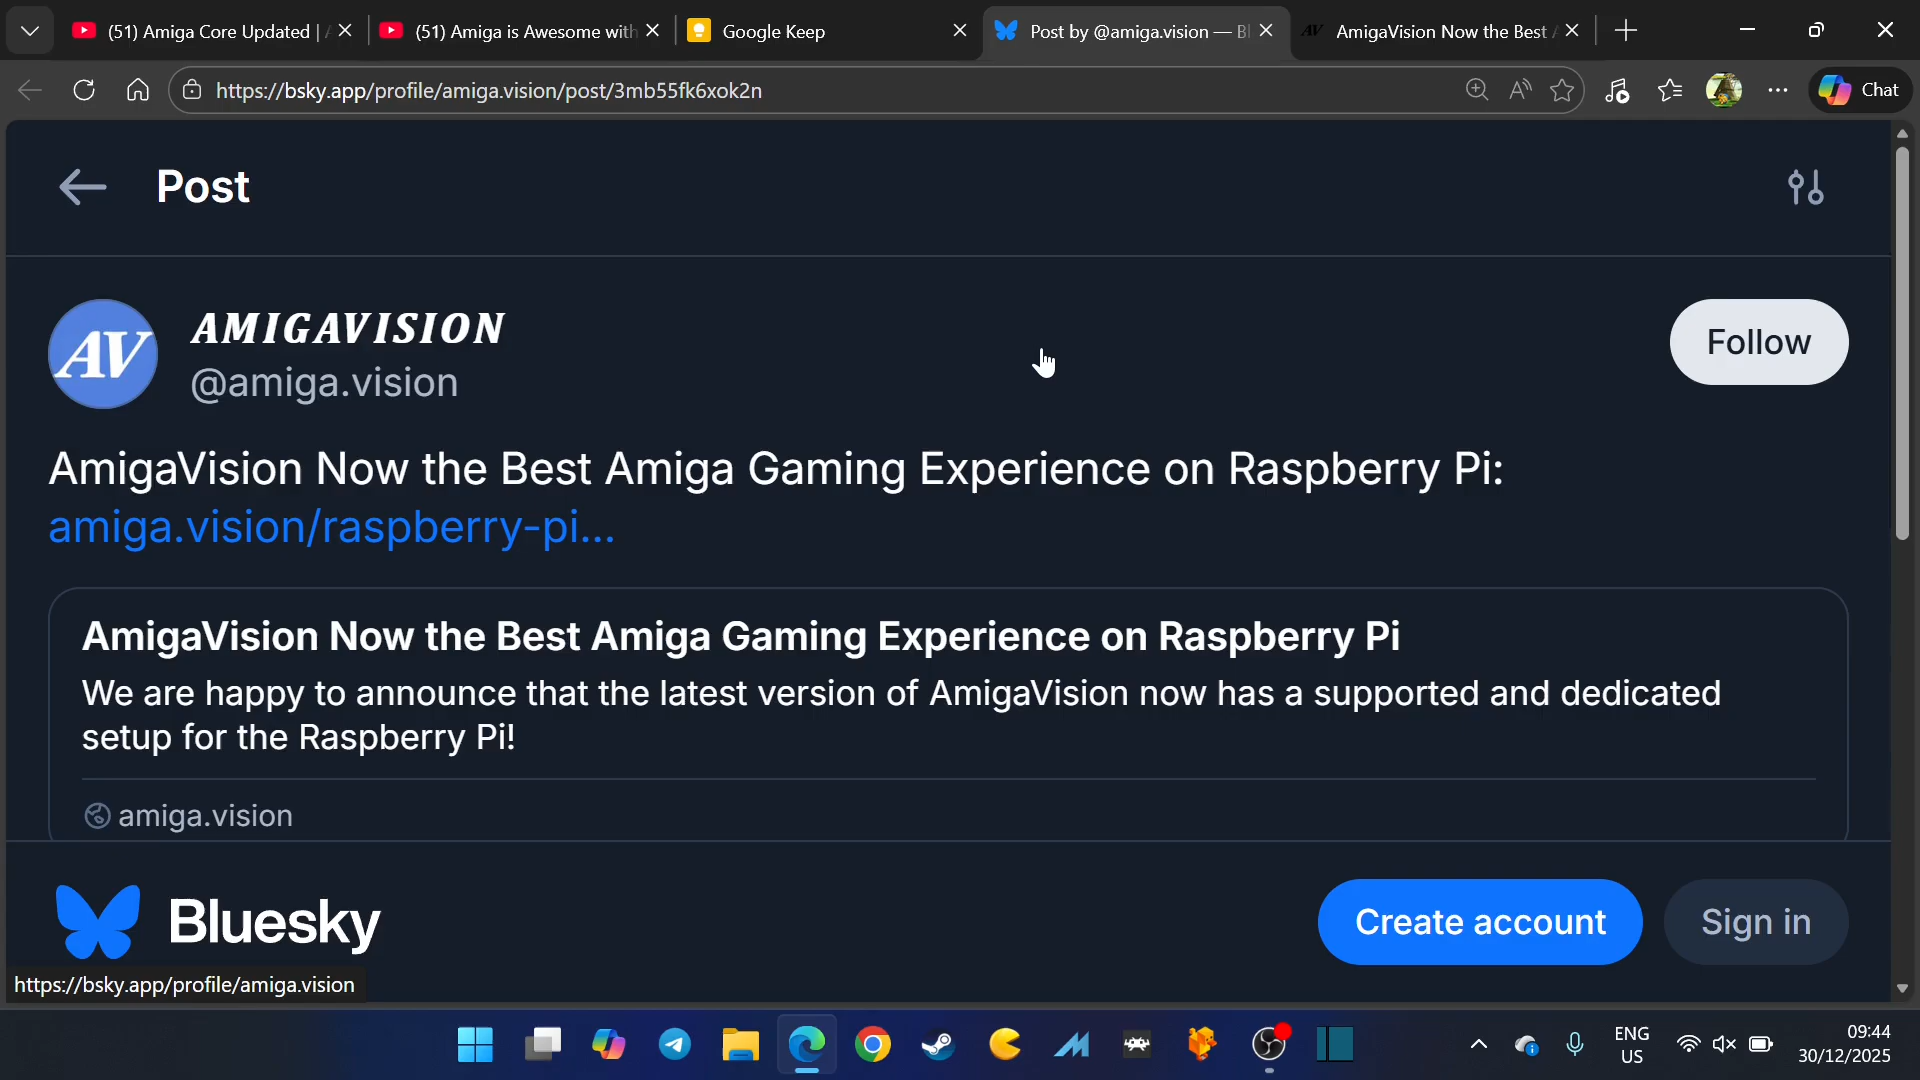 (51) Amiga Core Updated |
(51) Amiga is Awesome with
Google Keep
Post by @amiga.vision — Bl
AV
AmigaVision Now the Best
https://bsky.app/profile/amiga.vision/post/3mb55fk6xok2n
Chat
Post
AV
AMIGAVISION
@amiga.vision
Follow
AmigaVision Now the Best Amiga Gaming Experience on Raspberry Pi:
amiga.vision/raspberry-pi...
AmigaVision Now the Best Amiga Gaming Experience on Raspberry Pi
We are happy to announce that the latest version of AmigaVision now has a supported and dedicated
setup for the Raspberry Pi!
amiga.vision
Bluesky
Create account
Sign in
https://bsky.app/profile/amiga.vision
ENG
US
09:44
30/12/2025